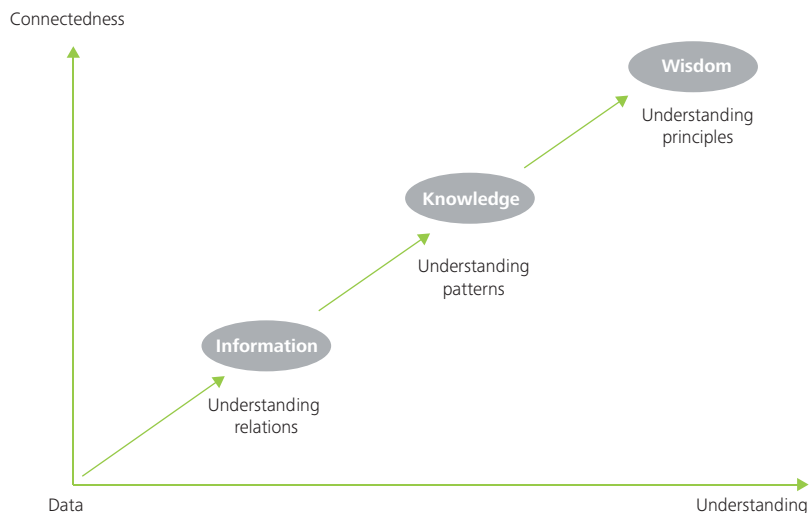 Connectedness
Wisdom
Understanding
principles
Knowledge
Understanding
patterns
Information
Understanding
relations
Data
Understanding